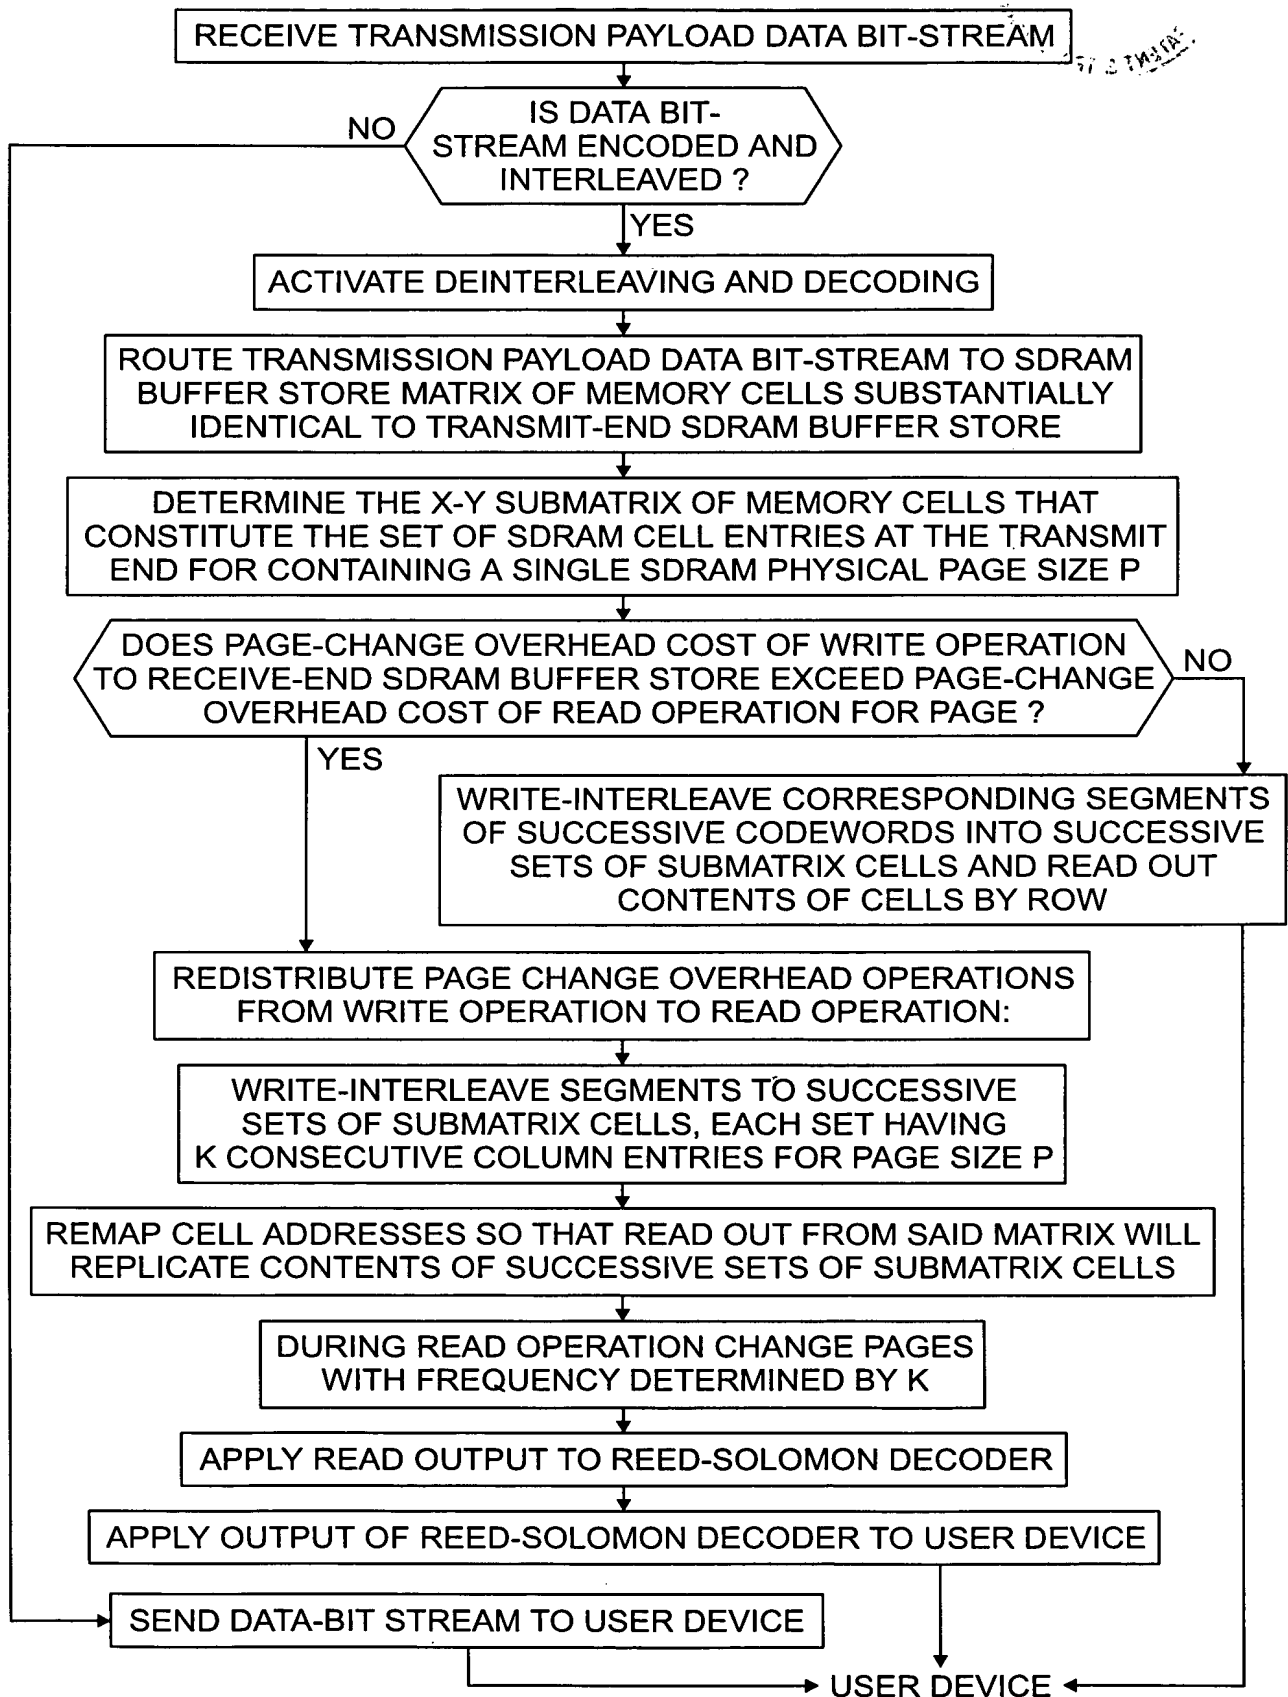 RECEIVE TRANSMISSION PAYLOAD DATA BIT-STREAM
IS DATA BIT-
STREAM ENCODED AND
INTERLEAVED ?
NO
YES
ACTIVATE DEINTERLEAVING AND DECODING
ROUTE TRANSMISSION PAYLOAD DATA BIT-STREAM TO SDRAM
BUFFER STORE MATRIX OF MEMORY CELLS SUBSTANTIALLY
IDENTICAL TO TRANSMIT-END SDRAM BUFFER STORE
DETERMINE THE X-Y SUBMATRIX OF MEMORY CELLS THAT
CONSTITUTE THE SET OF SDRAM CELL ENTRIES AT THE TRANSMIT
END FOR CONTAINING A SINGLE SDRAM PHYSICAL PAGE SIZE P
DOES PAGE-CHANGE OVERHEAD COST OF WRITE OPERATION
TO RECEIVE-END SDRAM BUFFER STORE EXCEED PAGE-CHANGE
OVERHEAD COST OF READ OPERATION FOR PAGE ?
NO
YES
WRITE-INTERLEAVE CORRESPONDING SEGMENTS
OF SUCCESSIVE CODEWORDS INTO SUCCESSIVE
SETS OF SUBMATRIX CELLS AND READ OUT
CONTENTS OF CELLS BY ROW
REDISTRIBUTE PAGE CHANGE OVERHEAD OPERATIONS
FROM WRITE OPERATION TO READ OPERATION:
WRITE-INTERLEAVE SEGMENTS TO SUCCESSIVE
SETS OF SUBMATRIX CELLS, EACH SET HAVING
K CONSECUTIVE COLUMN ENTRIES FOR PAGE SIZE P
REMAP CELL ADDRESSES SO THAT READ OUT FROM SAID MATRIX WILL
REPLICATE CONTENTS OF SUCCESSIVE SETS OF SUBMATRIX CELLS
DURING READ OPERATION CHANGE PAGES
WITH FREQUENCY DETERMINED BY K
APPLY READ OUTPUT TO REED-SOLOMON DECODER
APPLY OUTPUT OF REED-SOLOMON DECODER TO USER DEVICE
SEND DATA-BIT STREAM TO USER DEVICE
USER DEVICE